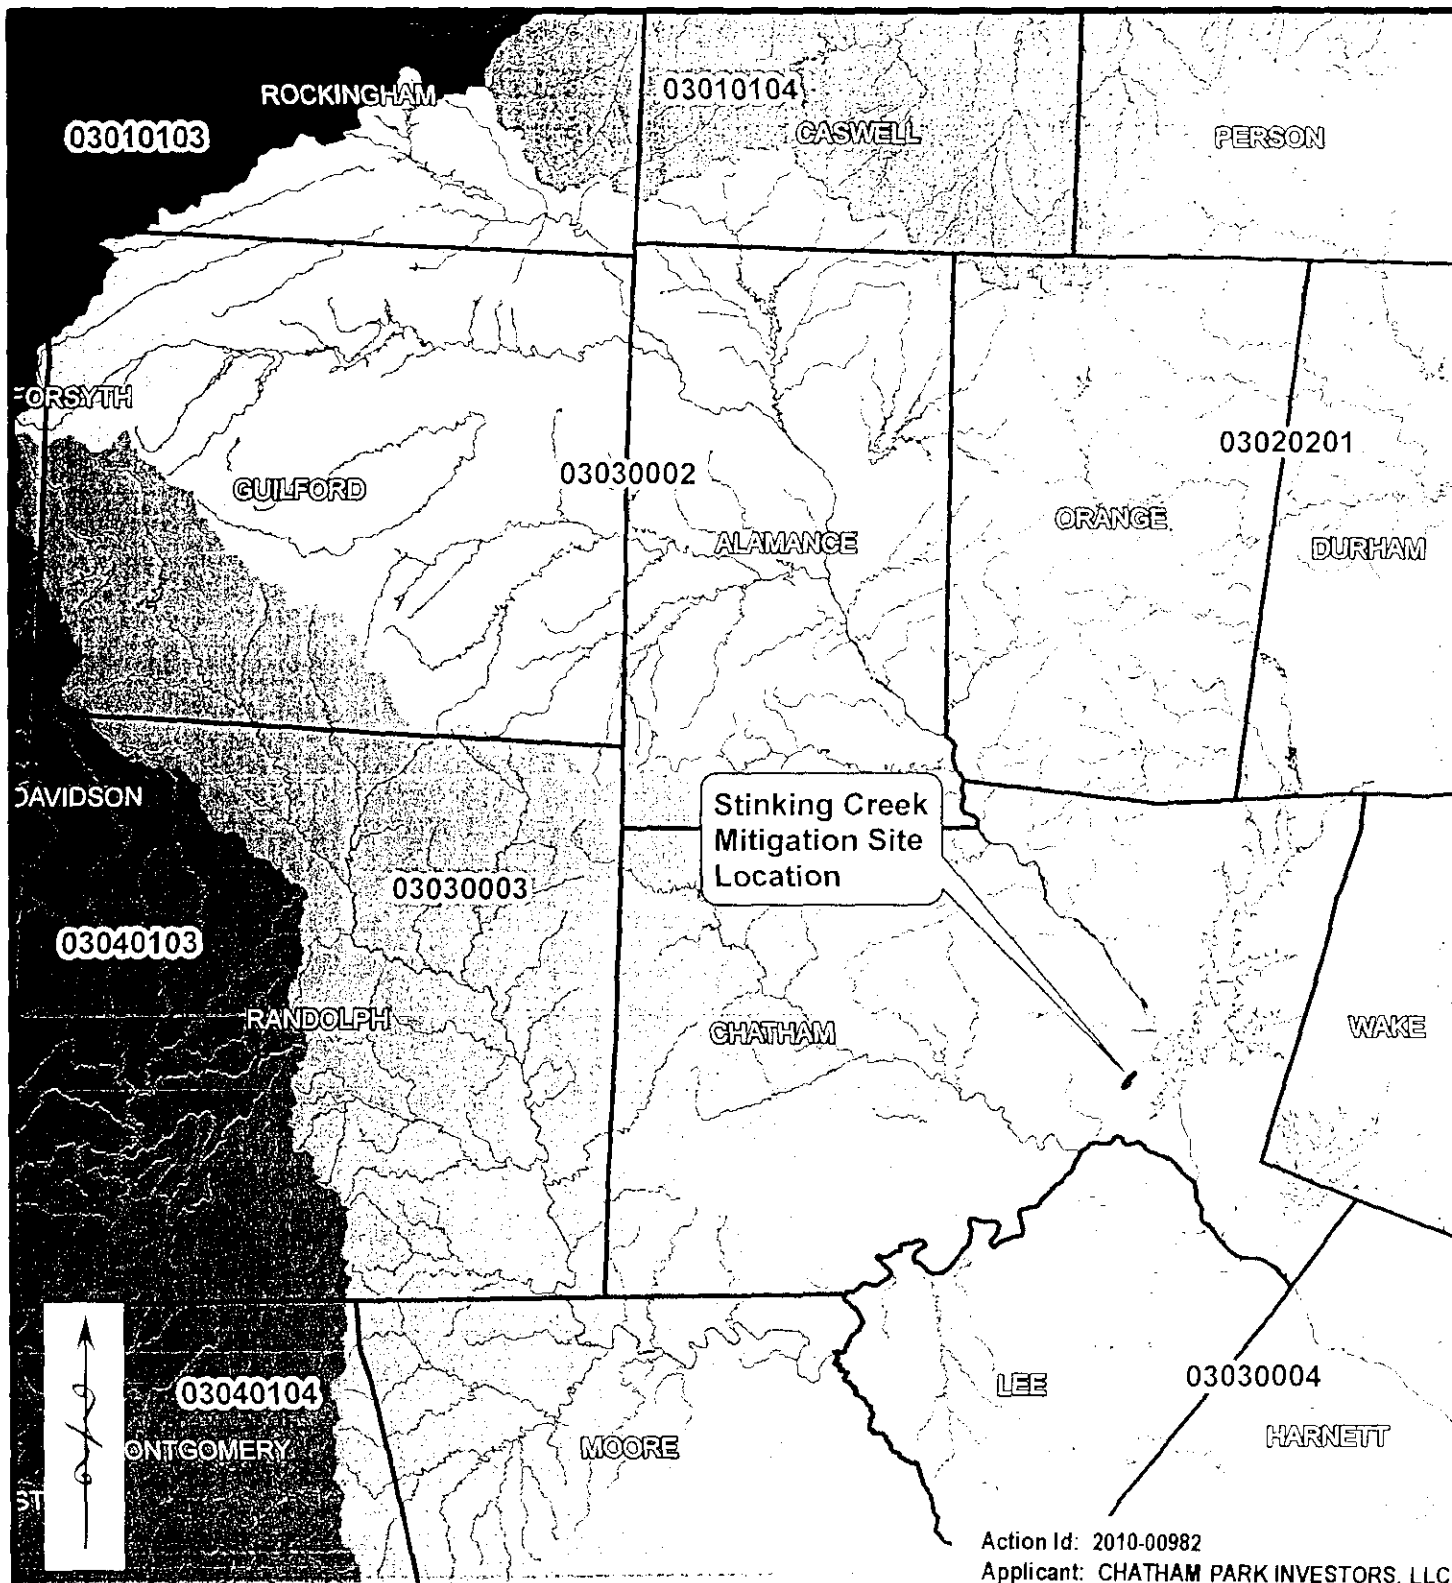 ROCKINGHAM
03010104
03010103
CASWELL
PERSON
FORSYTH
03020201
GUILFORD
03030002
ORANGE
ALAMANCE
DURHAM
DAVIDSON
Stinking Creek
Mitigation Site
Location
03030003
03040103
RANDOLPH
CHATHAM
WAKE
03040104
LEE
03030004
ONTGOMERY
MOORE
HARNETT
ST
Action Id: 2010-00982
Applicant: CHATHAM PARK INVESTORS, LLC